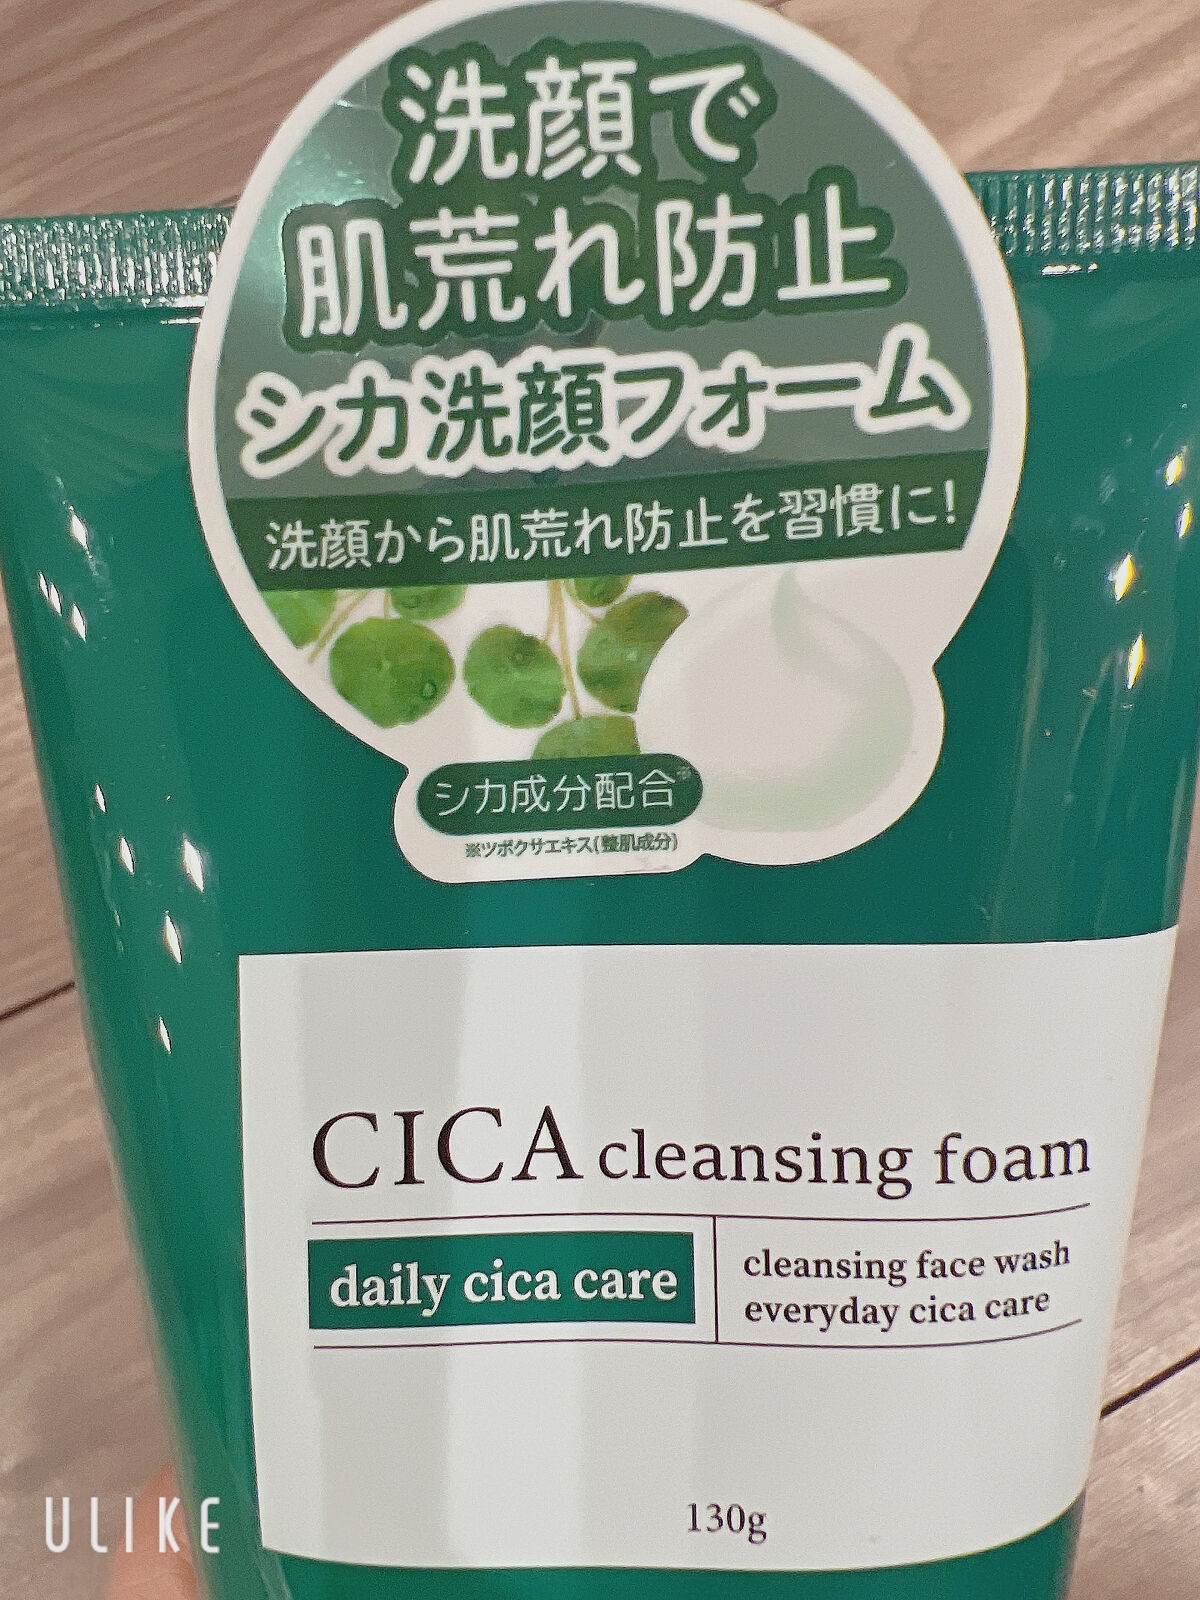 洗顔で
肌荒れ防止
シカ洗顔フォーム
洗顔から肌荒れ防止を習慣に!
シカ成分配合※
※ツボクサエキス(整肌成分)
CICA cleansing foam
daily cica care
cleansing face wash
everyday cica care
130g
ULIKE